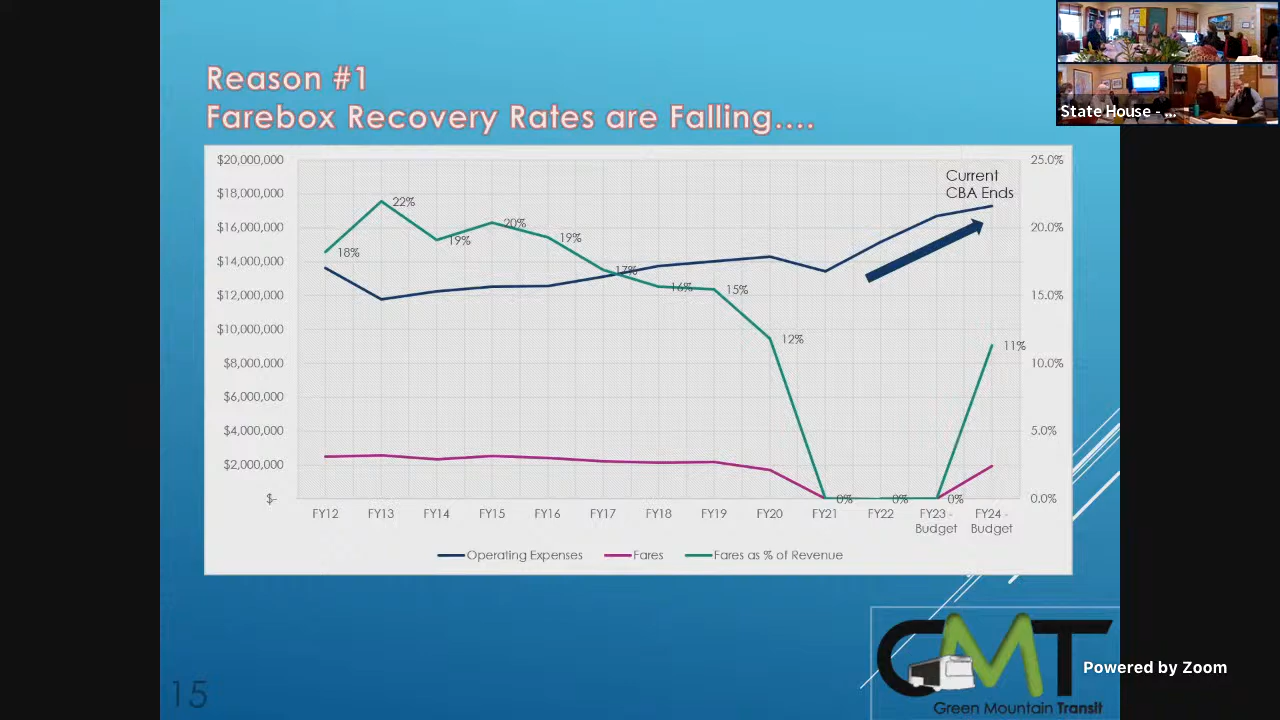 Reason #1
Farebox Recovery Rates are Falling....
State House - ...
$20,000,000
$18,000,000
$16,000,000
$14,000,000
$12,000,000
$10,000,000
$8,000,000
$6,000,000
$4,000,000
$2,000,000
$-
25.0%
20.0%
15.0%
10.0%
5.0%
0.0%
Current
CBA Ends
18%
22%
19%
20%
19%
17%
16%
15%
12%
0%
0%
0%
11%
FY12 FY13 FY14 FY15 FY16 FY17 FY18 FY19 FY20 FY21 FY22 FY23 - FY24 -
Budget Budget
Operating Expenses Fares Fares as % of Revenue
GMT
Green Mountain Transit
Powered by Zoom
15